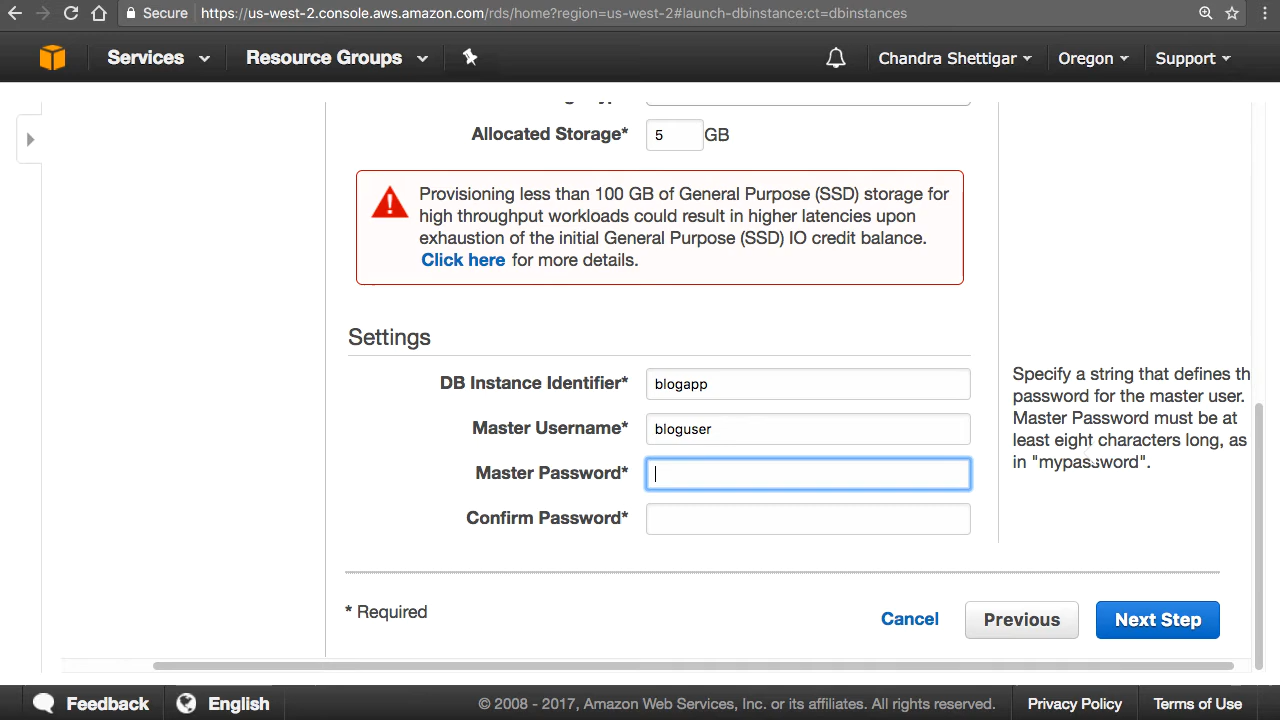 Secure https://us-west-2.console.aws.amazon.com/rds/home?region=us-west-2#launch-dbinstance:ct=dbinstances
Services Resource Groups Chandra Shettigar Oregon Support
Allocated Storage* 5 GB
Provisioning less than 100 GB of General Purpose (SSD) storage for
high throughput workloads could result in higher latencies upon
exhaustion of the initial General Purpose (SSD) IO credit balance.
Click here for more details.
Settings
DB Instance Identifier* blogapp
Master Username* bloguser
Master Password*
Confirm Password*
Specify a string that defines th
password for the master user.
Master Password must be at
least eight characters long, as
in "mypassword".
* Required
Cancel Previous Next Step
Feedback English © 2008 - 2017, Amazon Web Services, Inc. or its affiliates. All rights reserved. Privacy Policy Terms of Use